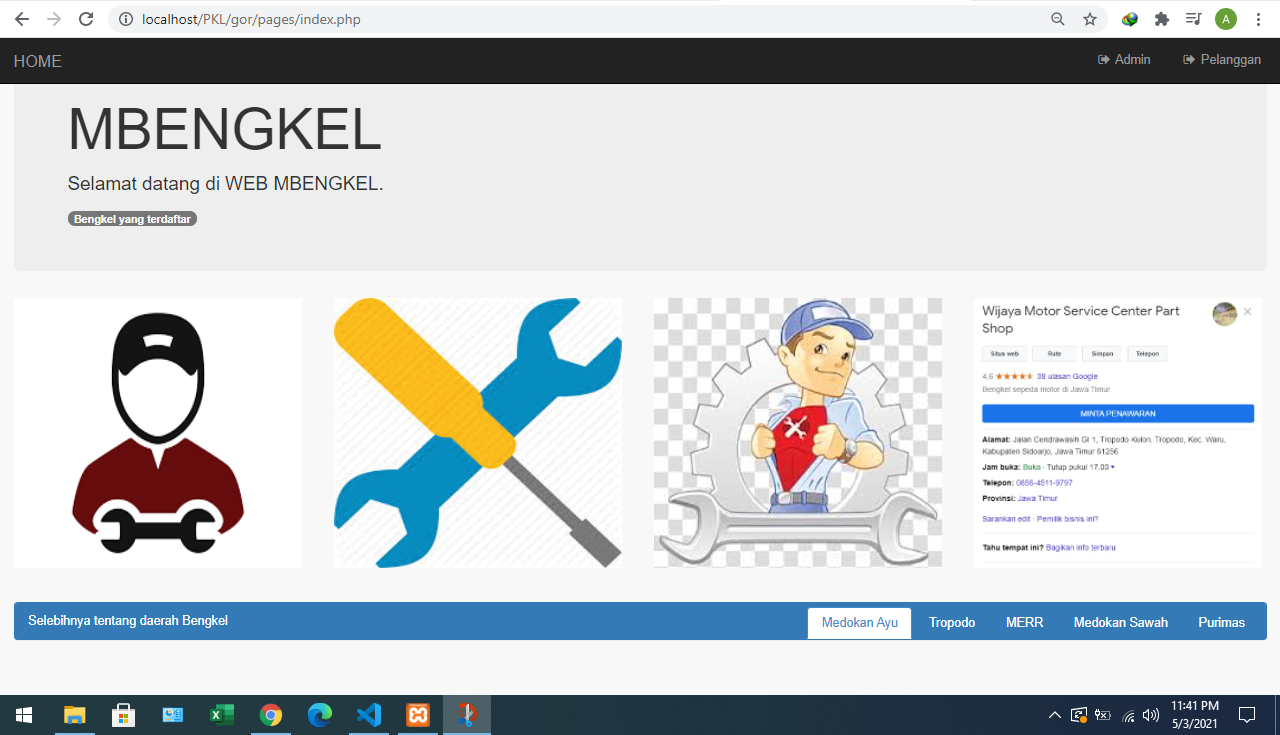 localhost/PKL/gor/pages/index.php
A
HOME
Admin
Pelanggan
MBENGKEL
Selamat datang di WEB MBENGKEL.
Bengkel yang terdaftar
Wijaya Motor Service Center Part
Shop
Situs web
Rute
Simpan
Telepon
4,6
38 ulasan Google
Bengkel sepeda motor di Jawa Timur
MINTA PENAWARAN
Alamat: Jalan Cendrawasih Gl 1, Tropodo Kulon, Tropodo, Kec. Waru,
Kabupaten Sidoarjo, Jawa Timur 61256
Jam buka: Buka · Tutup pukul 17.00
Telepon: 0856-4511-9797
Provinsi: Jawa Timur
Sarankan edit · Pemilik bisnis ini?
Tahu tempat ini? Bagikan info terbaru
Selebihnya tentang daerah Bengkel
Medokan Ayu
Tropodo
MERR
Medokan Sawah
Purimas
11:41 PM
5/3/2021